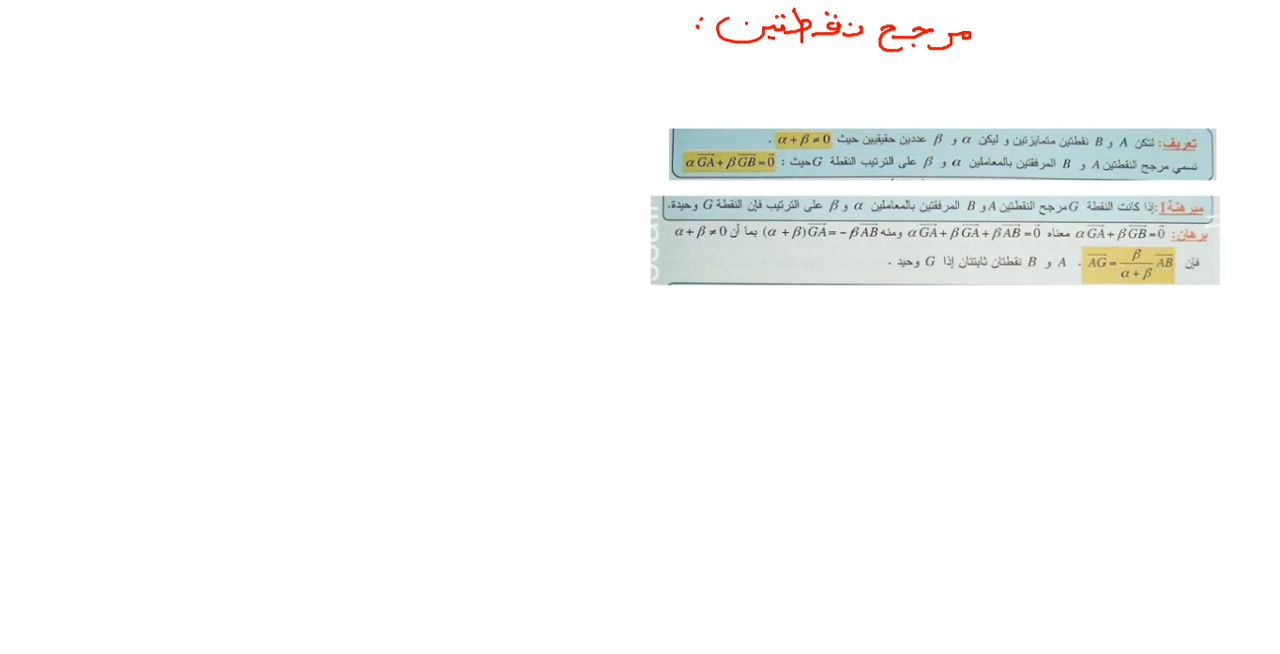 مرجح نقطتين :
تعريف: لتكن A و B نقطتين متمايزتين و ليكن α و β عددين حقيقيين حيث α + β ≠ 0 .
نسمي مرجح النقطتين A و B المرفقتين بالمعاملين α و β على الترتيب النقطة G حيث : α GA + β GB = 0
مبرهنة1: إذا كانت النقطة G مرجح النقطتين A و B المرفقتين بالمعاملين α و β على الترتيب فإن النقطة G وحيدة.
برهان: α GA + β GB = 0 معناه α GA + β GA + β AB = 0 ومنه (α + β) GA = − β AB بما أن α + β ≠ 0
فإن AG = β/(α + β) AB . A و B نقطتان ثابتتان إذا G وحيد .